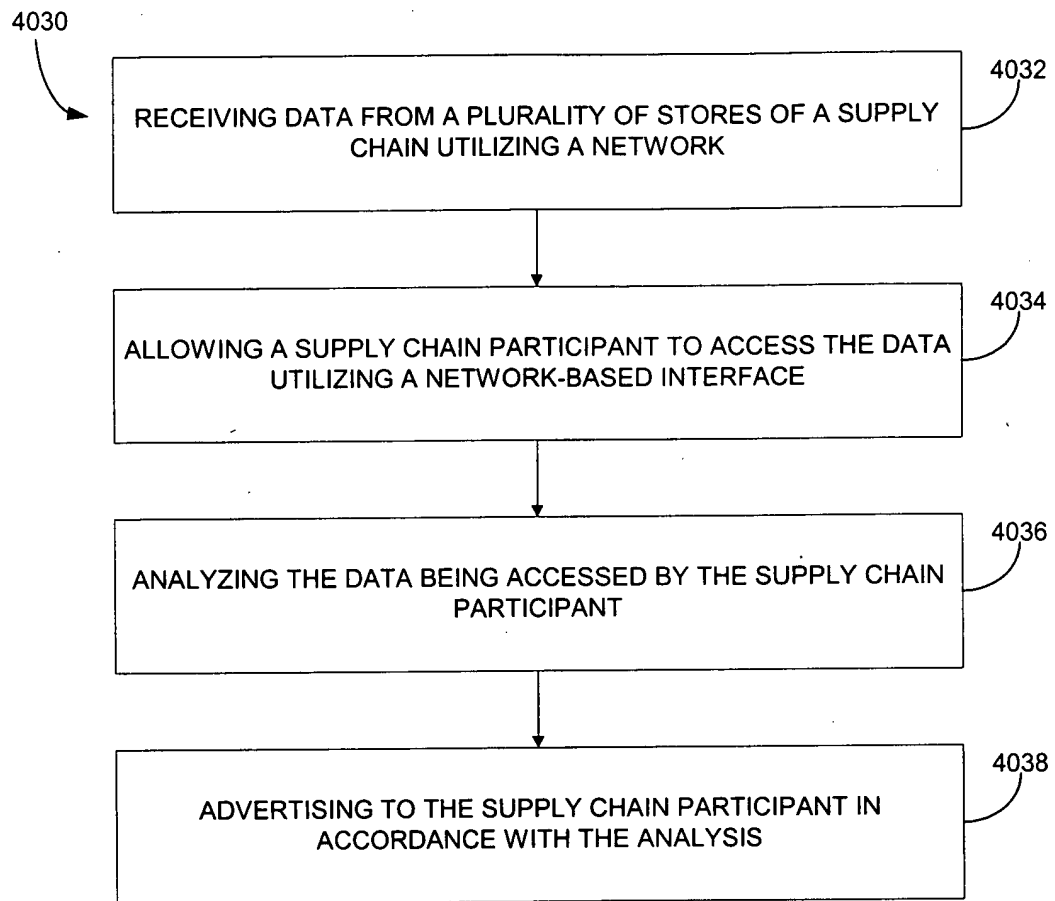 4030
4032
RECEIVING DATA FROM A PLURALITY OF STORES OF A SUPPLY
CHAIN UTILIZING A NETWORK
4034
ALLOWING A SUPPLY CHAIN PARTICIPANT TO ACCESS THE DATA
UTILIZING A NETWORK-BASED INTERFACE
4036
ANALYZING THE DATA BEING ACCESSED BY THE SUPPLY CHAIN
PARTICIPANT
4038
ADVERTISING TO THE SUPPLY CHAIN PARTICIPANT IN
ACCORDANCE WITH THE ANALYSIS